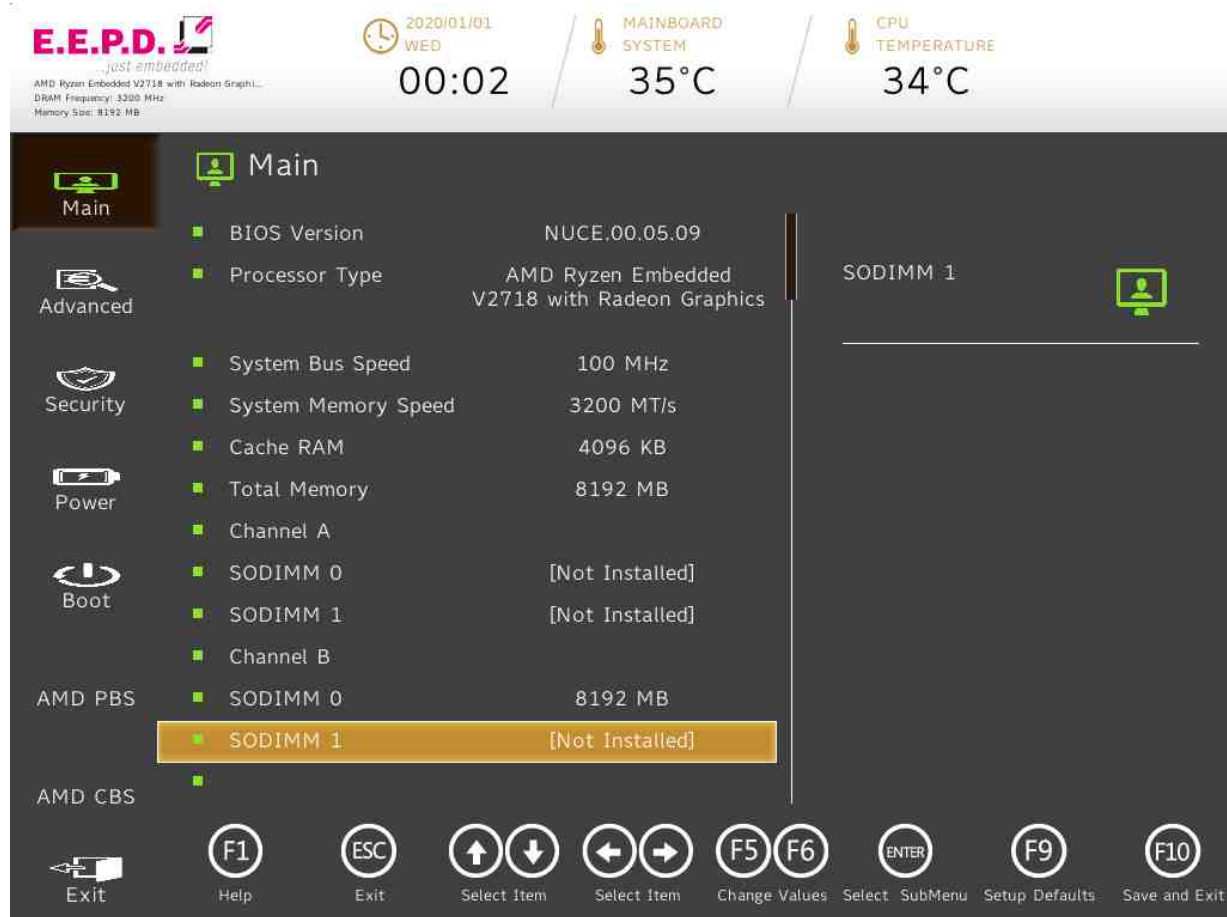 E.E.P.D.
...just embedded!
AMD Ryzen Embedded V2718 with Radeon Graphi...
DRAM Frequency: 3200 MHz
Memory Size: 8192 MB
2020/01/01
WED
00:02
MAINBOARD
SYSTEM
35°C
CPU
TEMPERATURE
34°C
Main
Advanced
Security
Power
Boot
AMD PBS
AMD CBS
Exit
Main
BIOS Version NUCE.00.05.09
Processor Type AMD Ryzen Embedded
V2718 with Radeon Graphics
System Bus Speed 100 MHz
System Memory Speed 3200 MT/s
Cache RAM 4096 KB
Total Memory 8192 MB
Channel A
SODIMM 0 [Not Installed]
SODIMM 1 [Not Installed]
Channel B
SODIMM 0 8192 MB
SODIMM 1 [Not Installed]
SODIMM 1
F1 ESC F5 F6 ENTER F9 F10
Help Exit Select Item Select Item Change Values Select SubMenu Setup Defaults Save and Exit